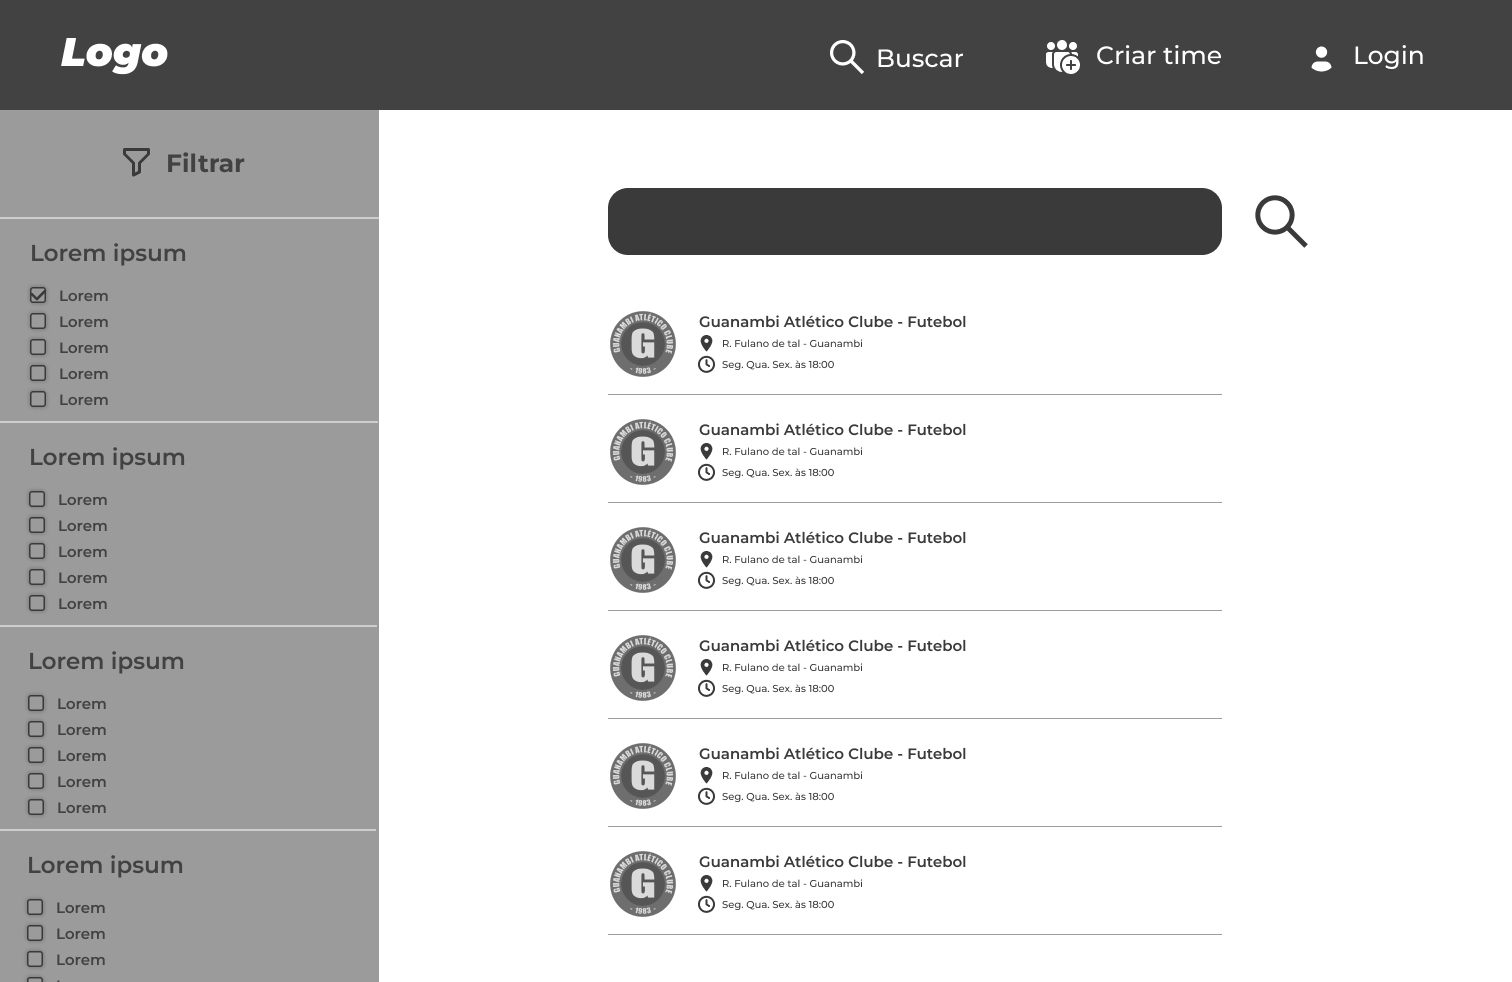 Logo
Buscar
Criar time
Login
Filtrar
Lorem ipsum
Lorem
Lorem
Lorem
Lorem
Lorem
Lorem ipsum
Lorem
Lorem
Lorem
Lorem
Lorem
Lorem ipsum
Lorem
Lorem
Lorem
Lorem
Lorem
Lorem ipsum
Lorem
Lorem
Lorem
GUANAMBI ATLÉTICO CLUBE
G
- 1983 -
Guanambi Atlético Clube - Futebol
R. Fulano de tal - Guanambi
Seg. Qua. Sex. às 18:00
GUANAMBI ATLÉTICO CLUBE
G
- 1983 -
Guanambi Atlético Clube - Futebol
R. Fulano de tal - Guanambi
Seg. Qua. Sex. às 18:00
GUANAMBI ATLÉTICO CLUBE
G
- 1983 -
Guanambi Atlético Clube - Futebol
R. Fulano de tal - Guanambi
Seg. Qua. Sex. às 18:00
GUANAMBI ATLÉTICO CLUBE
G
- 1983 -
Guanambi Atlético Clube - Futebol
R. Fulano de tal - Guanambi
Seg. Qua. Sex. às 18:00
GUANAMBI ATLÉTICO CLUBE
G
- 1983 -
Guanambi Atlético Clube - Futebol
R. Fulano de tal - Guanambi
Seg. Qua. Sex. às 18:00
GUANAMBI ATLÉTICO CLUBE
G
- 1983 -
Guanambi Atlético Clube - Futebol
R. Fulano de tal - Guanambi
Seg. Qua. Sex. às 18:00